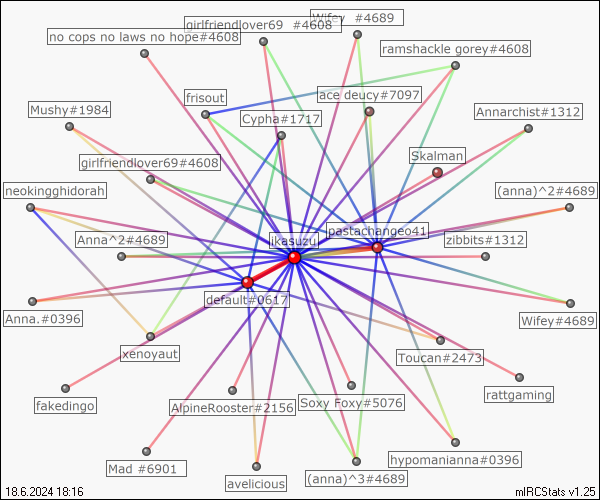 Wifey #4689
girlfriendlover69 #4608
no cops no laws no hope#4608
ramshackle gorey#4608
frisout
ace deucy#7097
Mushy#1984
Cypha#1717
Annarchist#1312
girlfriendlover69#4608
Skalman
neokingghidorah
(anna)^2#4689
pastachangeo41
Anna^2#4689
ikasuzu
zibbits#1312
default#0617
Anna.#0396
Wifey#4689
xenoyaut
Toucan#2473
fakedingo
AlpineRooster#2156
Soxy Foxy#5076
rattgaming
Mad #6901
avelicious
(anna)^3#4689
hypomanianna#0396
18.6.2024 18:16
mIRCStats v1.25